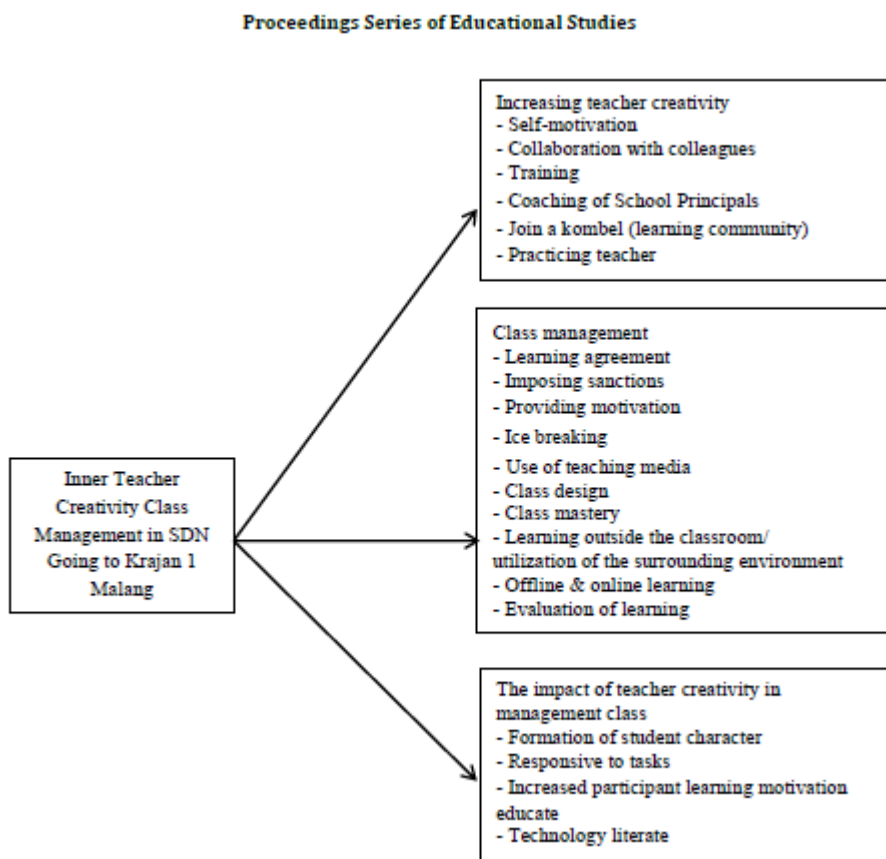 Proceedings Series of Educational Studies
Increasing teacher creativity
- Self-motivation
- Collaboration with colleagues
- Training
- Coaching of School Principals
- Join a kombel (learning community)
- Practicing teacher
Class management
- Learning agreement
- Imposing sanctions
- Providing motivation
- Ice breaking
- Use of teaching media
- Class design
- Class mastery
- Learning outside the classroom/
utilization of the surrounding environment
- Offline & online learning
- Evaluation of learning
Inner Teacher
Creativity Class
Management in SDN
Going to Krajan 1
Malang
The impact of teacher creativity in
management class
- Formation of student character
- Responsive to tasks
- Increased participant learning motivation
educate
- Technology literate